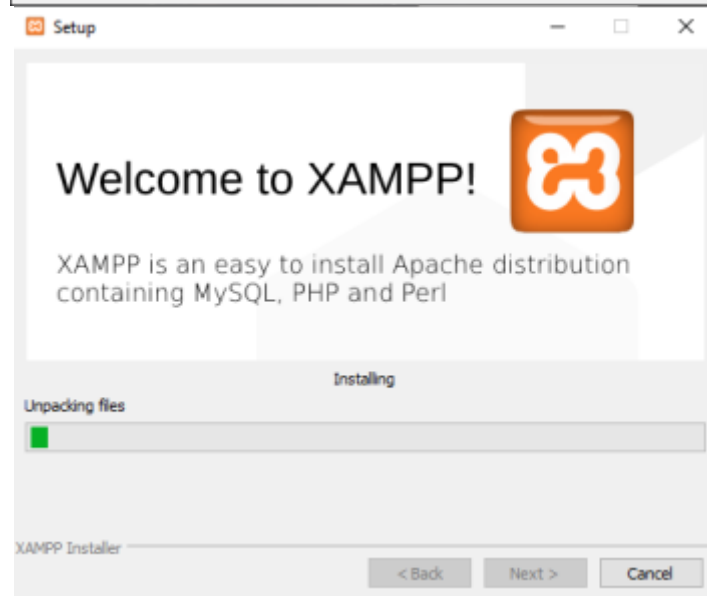 Setup
Welcome to XAMPP!
XAMPP is an easy to install Apache distribution
containing MySQL, PHP and Perl
Installing
Unpacking files
XAMPP Installer
< Back
Next >
Cancel